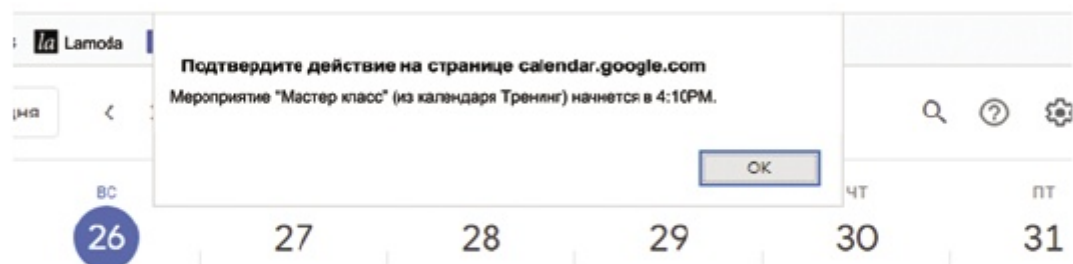 la Lamoda
Подтвердите действие на странице calendar.google.com
Мероприятие "Мастер класс" (из календаря Тренинг) начнется в 4:10PM.
OK
ВС
ЧТ
ПТ
26
27
28
29
30
31